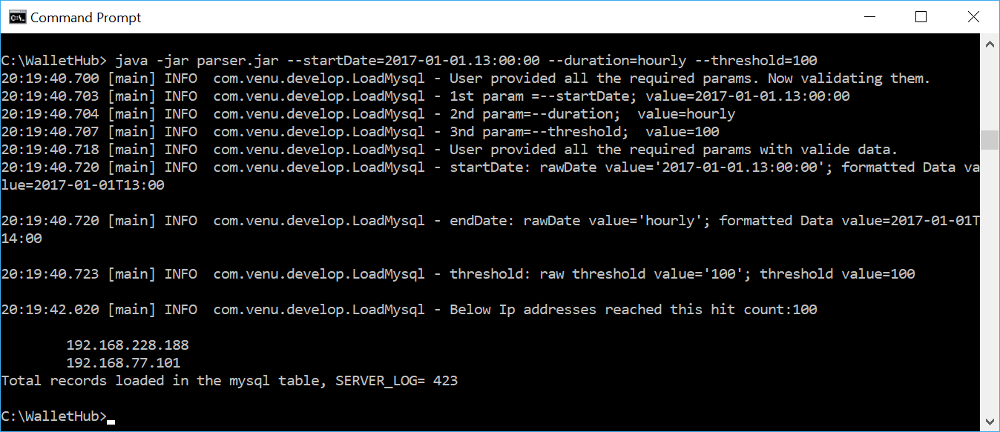 Command Prompt
C:\WalletHub> java -jar parser.jar --startDate=2017-01-01.13:00:00 --duration=hourly --threshold=100
20:19:40.700 [main] INFO  com.venu.develop.LoadMysql - User provided all the required params. Now validating them.
20:19:40.703 [main] INFO  com.venu.develop.LoadMysql - 1st param =--startDate; value=2017-01-01.13:00:00
20:19:40.704 [main] INFO  com.venu.develop.LoadMysql - 2nd param=--duration;  value=hourly
20:19:40.707 [main] INFO  com.venu.develop.LoadMysql - 3nd param=--threshold;  value=100
20:19:40.718 [main] INFO  com.venu.develop.LoadMysql - User provided all the required params with valide data.
20:19:40.720 [main] INFO  com.venu.develop.LoadMysql - startDate: rawDate value='2017-01-01.13:00:00'; formatted Data va
lue=2017-01-01T13:00
20:19:40.720 [main] INFO  com.venu.develop.LoadMysql - endDate: rawDate value='hourly'; formatted Data value=2017-01-01T
14:00
20:19:40.723 [main] INFO  com.venu.develop.LoadMysql - threshold: raw threshold value='100'; threshold value=100
20:19:42.020 [main] INFO  com.venu.develop.LoadMysql - Below Ip addresses reached this hit count:100
192.168.228.188
192.168.77.101
Total records loaded in the mysql table, SERVER_LOG= 423
C:\WalletHub>